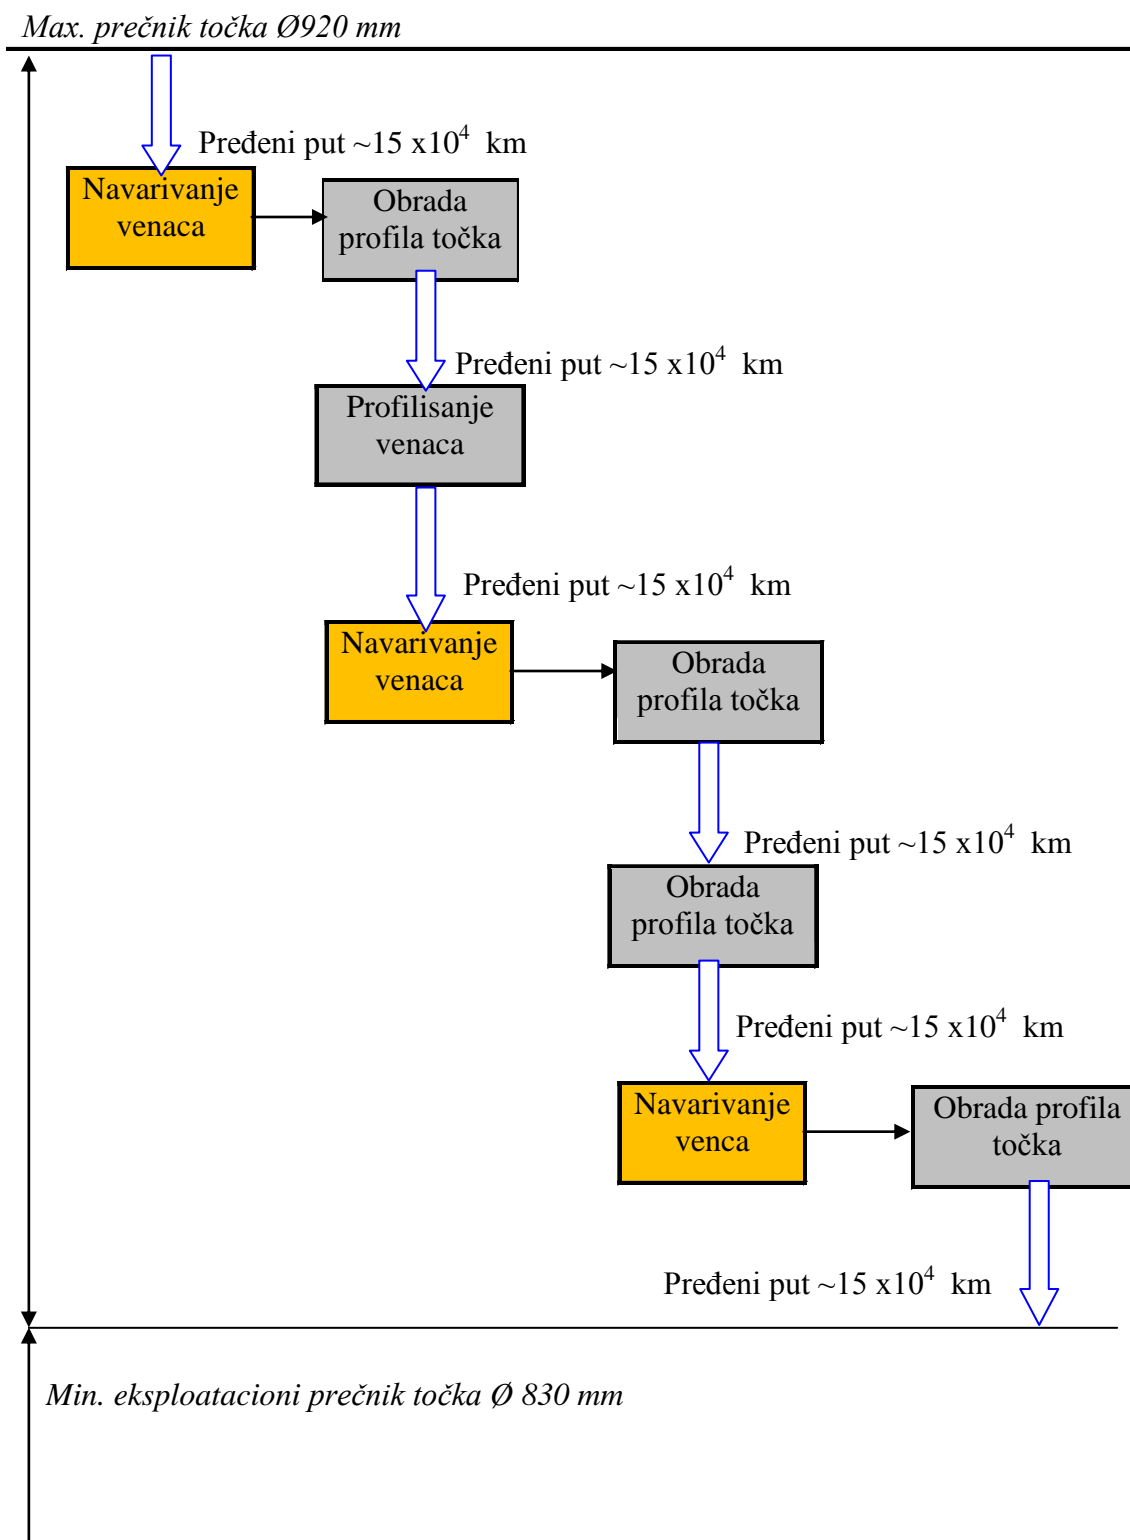 Max. prečnik točka Ø920 mm
Pređeni put ~15 x10⁴ km
Navarivanje
venaca
Obrada
profila točka
Pređeni put ~15 x10⁴ km
Profilisanje
venaca
Pređeni put ~15 x10⁴ km
Navarivanje
venaca
Obrada
profila točka
Pređeni put ~15 x10⁴ km
Obrada
profila točka
Pređeni put ~15 x10⁴ km
Navarivanje
venca
Obrada profila
točka
Pređeni put ~15 x10⁴ km
Min. eksploatacioni prečnik točka Ø 830 mm